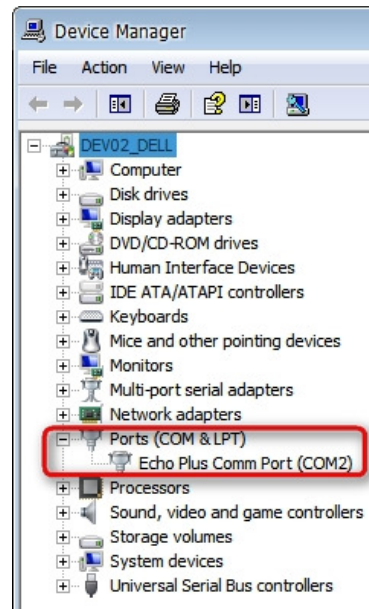 Device Manager
File Action View Help
DEV02_DELL
Computer
Disk drives
Display adapters
DVD/CD-ROM drives
Human Interface Devices
IDE ATA/ATAPI controllers
Keyboards
Mice and other pointing devices
Monitors
Multi-port serial adapters
Network adapters
Ports (COM & LPT)
Echo Plus Comm Port (COM2)
Processors
Sound, video and game controllers
Storage volumes
System devices
Universal Serial Bus controllers